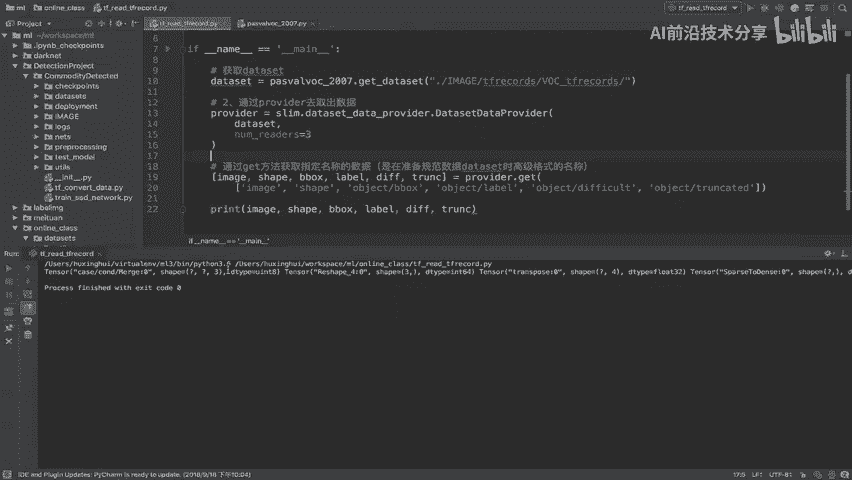 ml
online_class
tf_read_tfrecord.py
tf_read_tfrecord
Project
tf_read_tfrecord.py
pasvalvoc_2007.py
AI前沿技术分享 bilibili
ml ~/workspace/ml
.ipynb_checkpoints
darknet
DetectionProject
CommodityDetected
checkpoints
datasets
deployment
IMAGE
logs
nets
preprocessing
test_model
utils
__init__.py
tf_convert_data.py
train_ssd_network.py
labelImg
meituan
online_class
datasets
6
7 if __name__ == '__main__':
8
9 # 获取dataset
10 dataset = pasvalvoc_2007.get_dataset("./IMAGE/tfrecords/VOC_tfrecords/")
11
12 # 2、通过provider去取出数据
13 provider = slim.dataset_data_provider.DatasetDataProvider(
14 dataset,
15 num_readers=3
16 )
17
18 # 通过get方法获取指定名称的数据（是在准备规范数据dataset时高级格式的名称）
19 [image, shape, bbox, label, diff, trunc] = provider.get(
20 ['image', 'shape', 'object/bbox', 'object/label', 'object/difficult', 'object/truncated'])
21
22 print(image, shape, bbox, label, diff, trunc)
if __name__ == '__main__'
Run: tf_read_tfrecord
/Users/huxinghui/virtualenv/ml3/bin/python3.6 /Users/huxinghui/workspace/ml/online_class/tf_read_tfrecord.py
Tensor("case/cond/Merge:0", shape=(?, ?, 3), dtype=uint8) Tensor("Reshape_4:0", shape=(3,), dtype=int64) Tensor("transpose:0", shape=(?, 4), dtype=float32) Tensor("SparseToDense:0", shape=(?,), d
Process finished with exit code 0
IDE and Plugin Updates: PyCharm is ready to update. (2018/9/18 下午10:04)
17:5 LF÷ UTF-8÷